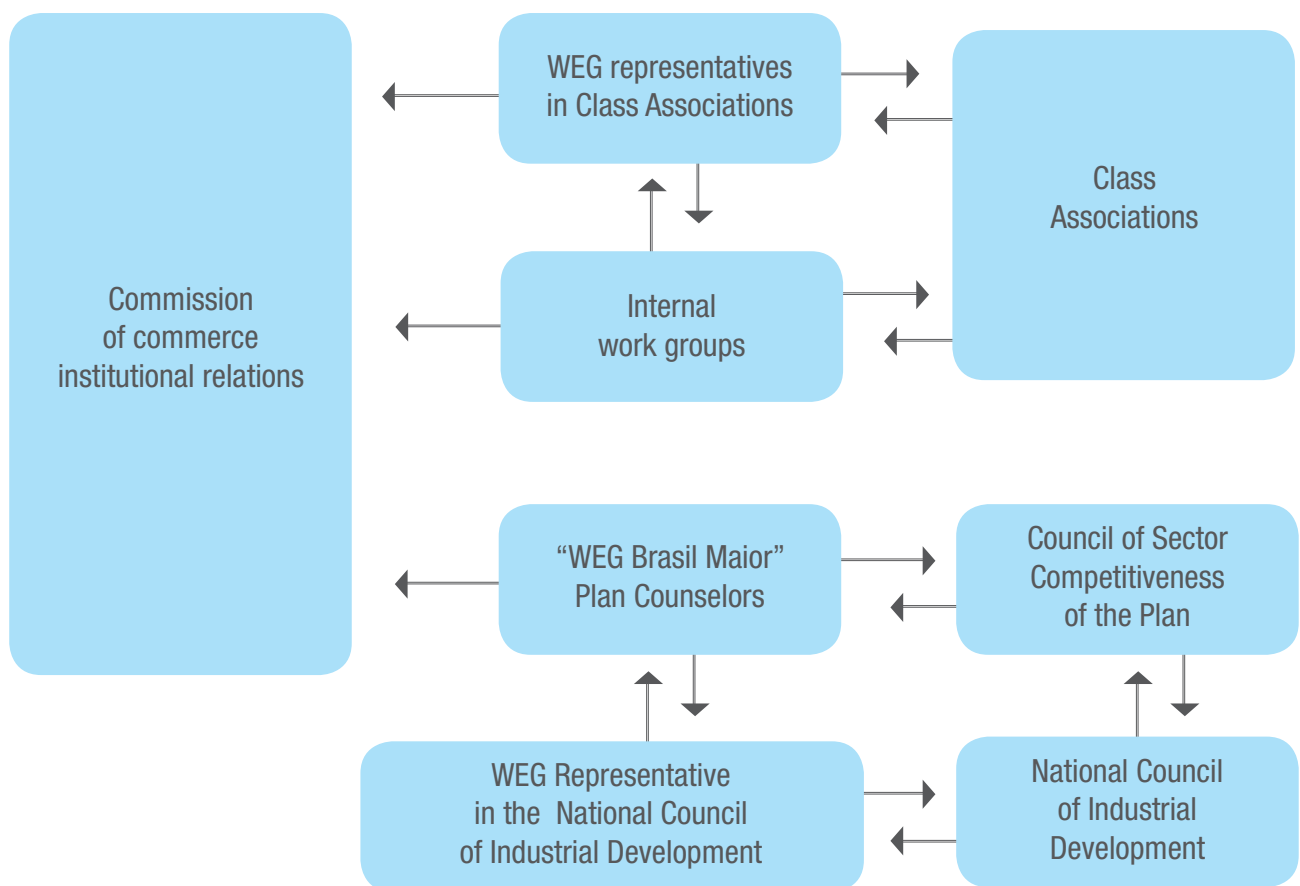 Commission
of commerce
institutional relations
WEG representatives
in Class Associations
Class
Associations
Internal
work groups
“WEG Brasil Maior”
Plan Counselors
Council of Sector
Competitiveness
of the Plan
WEG Representative
in the National Council
of Industrial Development
National Council
of Industrial
Development